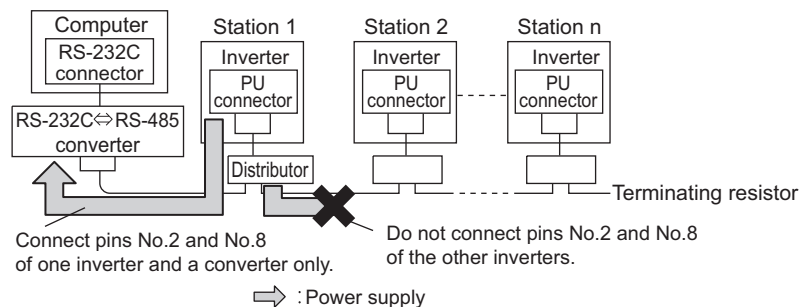 Computer
RS-232C
connector
RS-232C⇔RS-485
converter
Station 1
Inverter
PU
connector
Distributor
Station 2
Inverter
PU
connector
Station n
Inverter
PU
connector
Terminating resistor
Connect pins No.2 and No.8
of one inverter and a converter only.
Do not connect pins No.2 and No.8
of the other inverters.
: Power supply